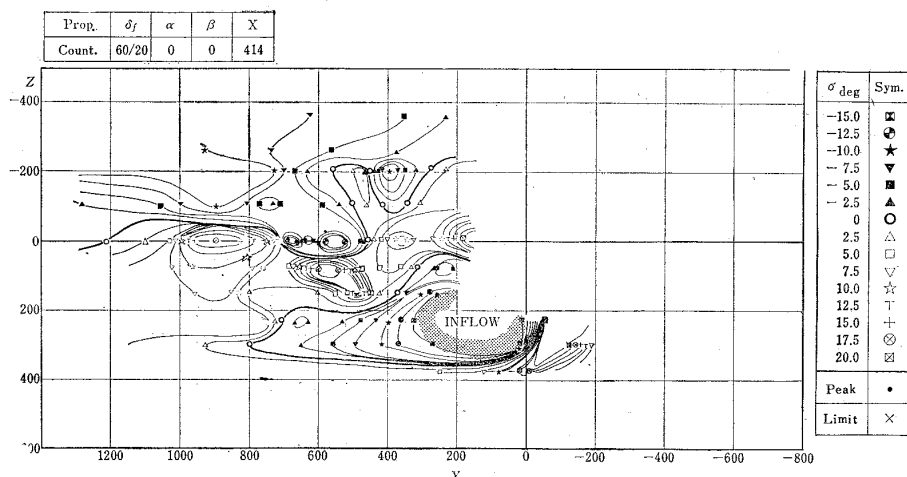 Prop. δf α β X
Count. 60/20 0 0 414
Z
-400
-200
0
200
400
1200 1000 800 600 400 200 0 -200 -400 -600 -800
INFLOW
σ deg Sym.
-15.0
-12.5
-10.0
-7.5
-5.0
-2.5
0
2.5
5.0
7.5
10.0
12.5
15.0
17.5
20.0
Peak
Limit